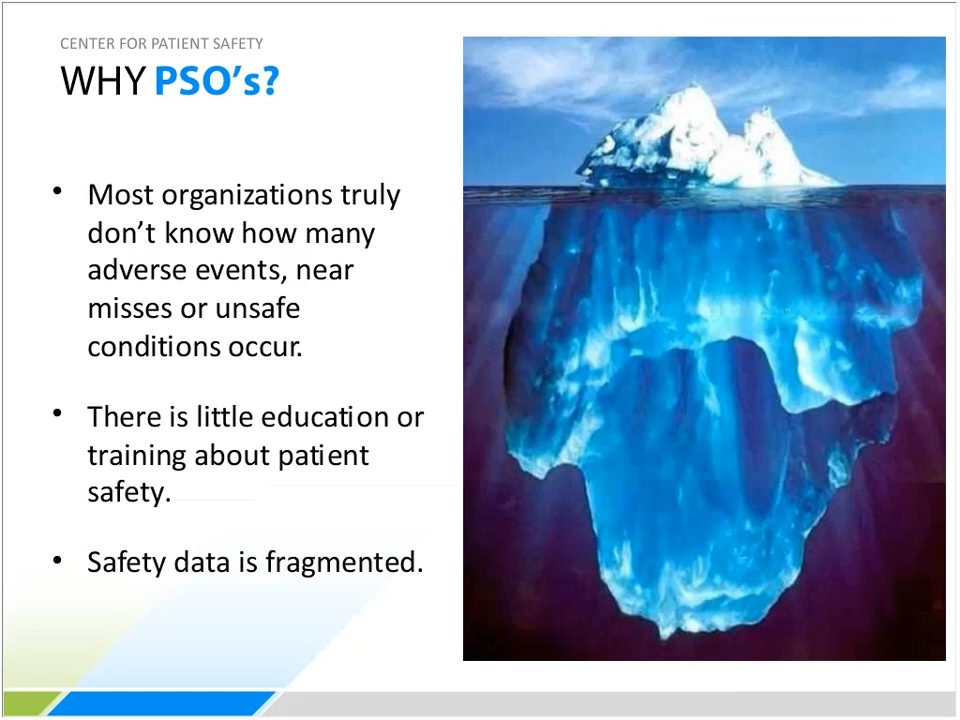 CENTER FOR PATIENT SAFETY
WHY PSO’s?
• Most organizations truly
don’t know how many
adverse events, near
misses or unsafe
conditions occur.
• There is little education or
training about patient
safety.
• Safety data is fragmented.